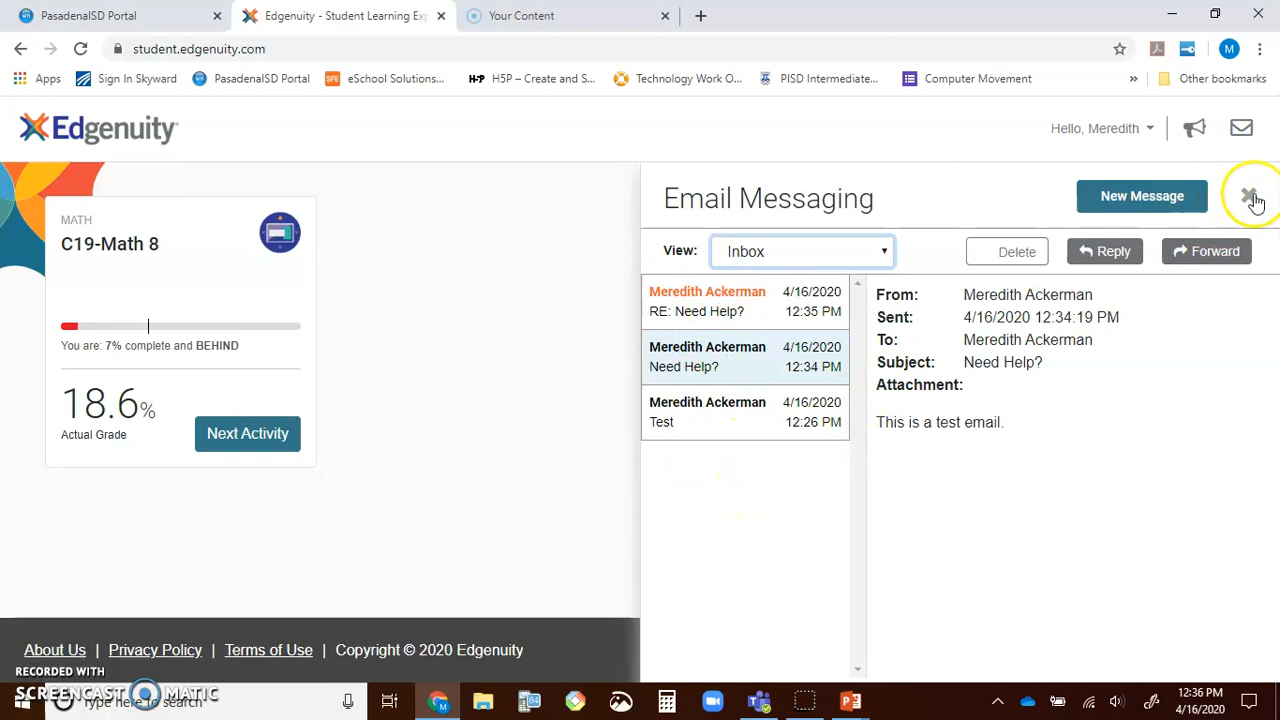 PasadenaISD Portal
Edgenuity - Student Learning Exp
Your Content
student.edgenuity.com
M
Apps
Sign In Skyward
PasadenaISD Portal
SFE
eSchool Solutions...
H-P
H5P - Create and S...
Technology Work O...
PISD Intermediate...
Computer Movement
»
Other bookmarks
Edgenuity
Hello, Meredith
MATH
C19-Math 8
You are: 7% complete and BEHIND
18.6%
Actual Grade
Next Activity
Email Messaging
New Message
View:
Inbox
Delete
Reply
Forward
Meredith Ackerman 4/16/2020
RE: Need Help? 12:35 PM
Meredith Ackerman 4/16/2020
Need Help? 12:34 PM
Meredith Ackerman 4/16/2020
Test 12:26 PM
From: Meredith Ackerman
Sent: 4/16/2020 12:34:19 PM
To: Meredith Ackerman
Subject: Need Help?
Attachment:
This is a test email.
About Us | Privacy Policy | Terms of Use | Copyright © 2020 Edgenuity
RECORDED WITH
SCREENCAST MATIC
Type here to search
12:36 PM
4/16/2020